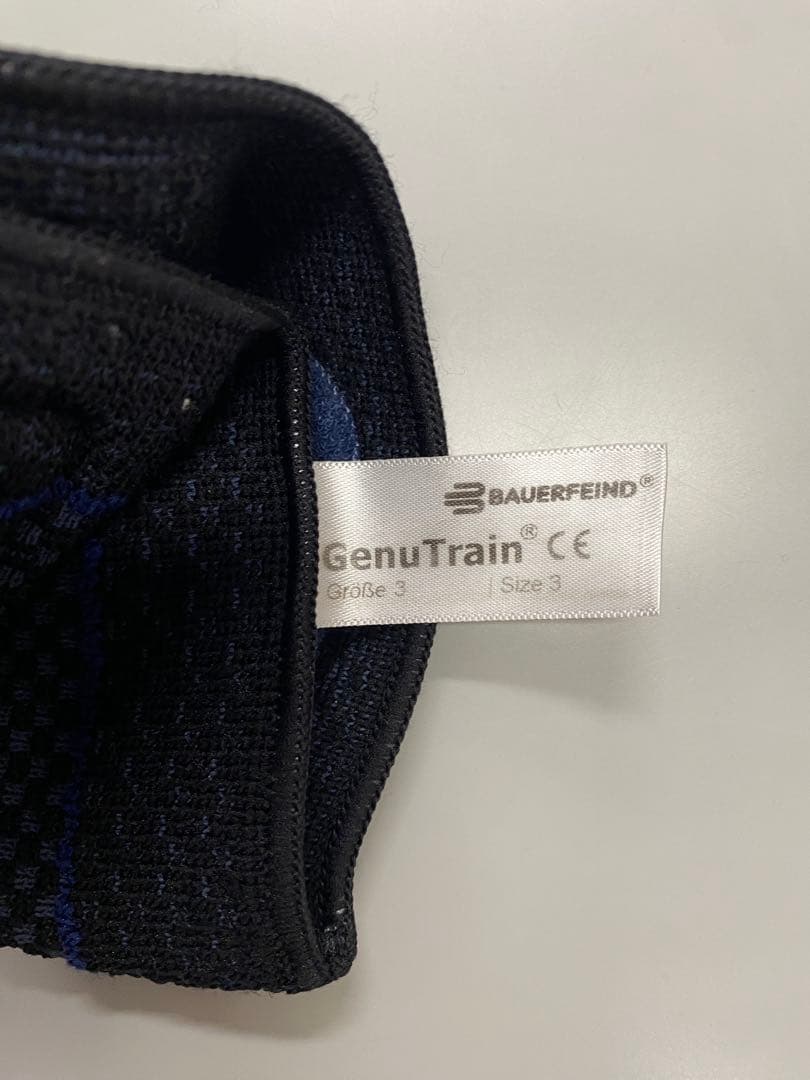 BAUERFEIND®
GenuTrain® CE
Größe 3 | Size 3